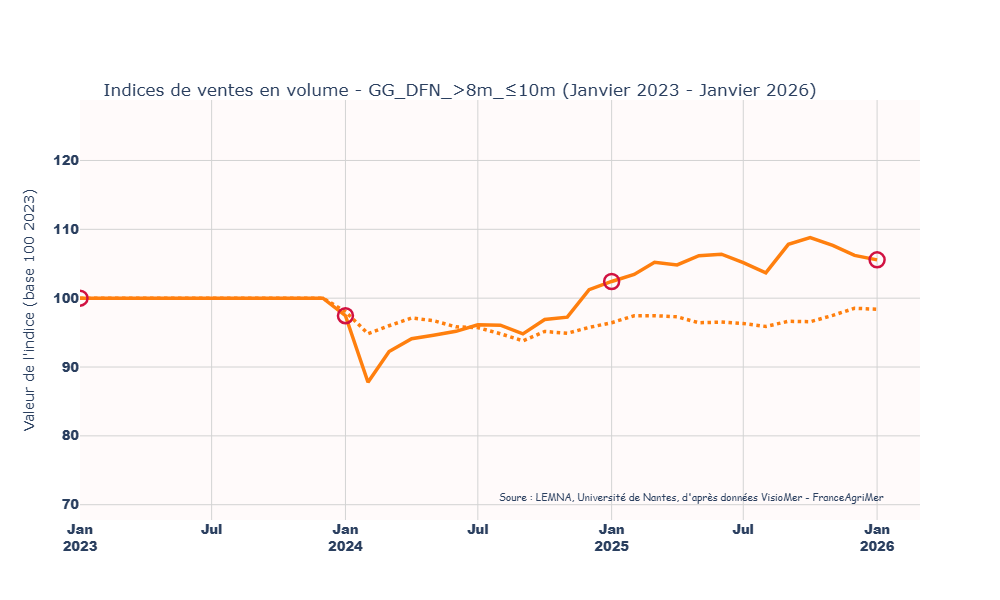 Indices de ventes en volume - GG_DFN_>8m_≤10m (Janvier 2023 - Janvier 2026)
Valeur de l'indice (base 100 2023)
120
110
100
90
80
70
Soure : LEMNA, Université de Nantes, d'après données VisioMer - FranceAgriMer
Jan Jul Jan Jul Jan Jul Jan
2023 2024 2025 2026